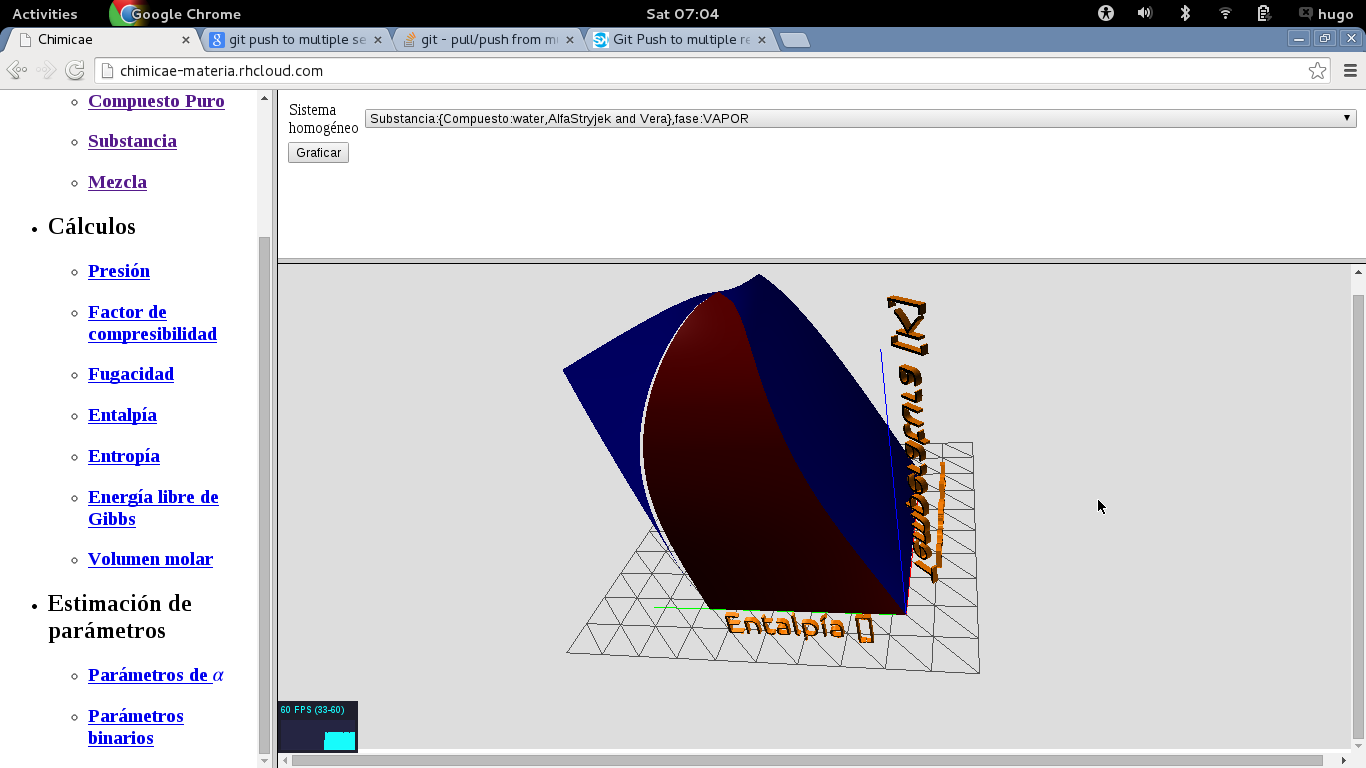 Activities
Google Chrome
Sat 07:04
hugo
Chimicae
git push to multiple se
git - pull/push from m
Git Push to multiple re
chimicae-materia.rhcloud.com
Compuesto Puro
Substancia
Mezcla
Cálculos
Presión
Factor de
compresibilidad
Fugacidad
Entalpía
Entropía
Energía libre de
Gibbs
Volumen molar
Estimación de
parámetros
Parámetros de α
Parámetros
binarios
Sistema
homogéneo
Substancia:{Compuesto:water,AlfaStryjek and Vera},fase:VAPOR
Graficar
Temperatura [K]
Entalpía []
60 FPS (33-60)